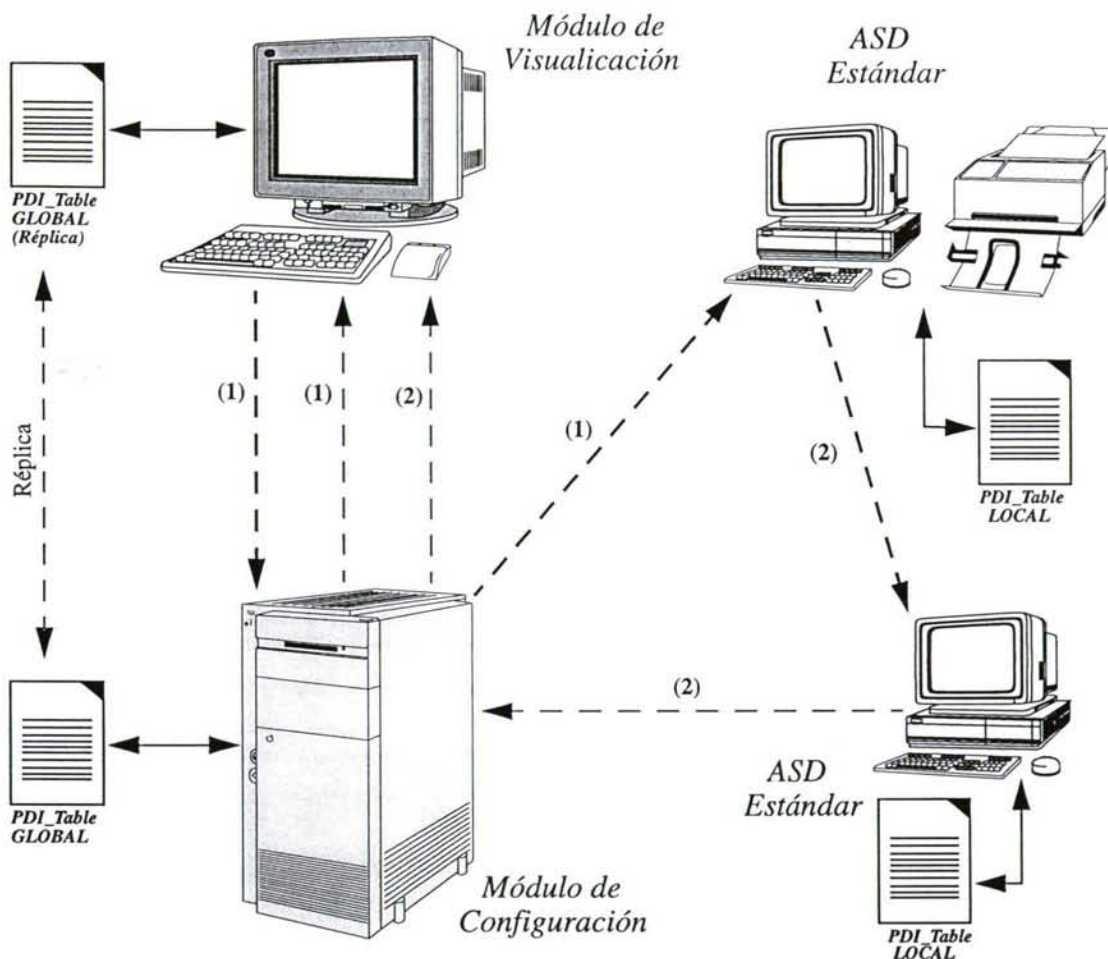 Módulo de
Visualicación
ASD
Estándar
PDI_Table
GLOBAL
(Réplica)
(1)
(1)
(2)
(1)
(2)
PDI_Table
LOCAL
Réplica
(2)
PDI_Table
GLOBAL
ASD
Estándar
Módulo de
Configuración
PDI_Table
LOCAL